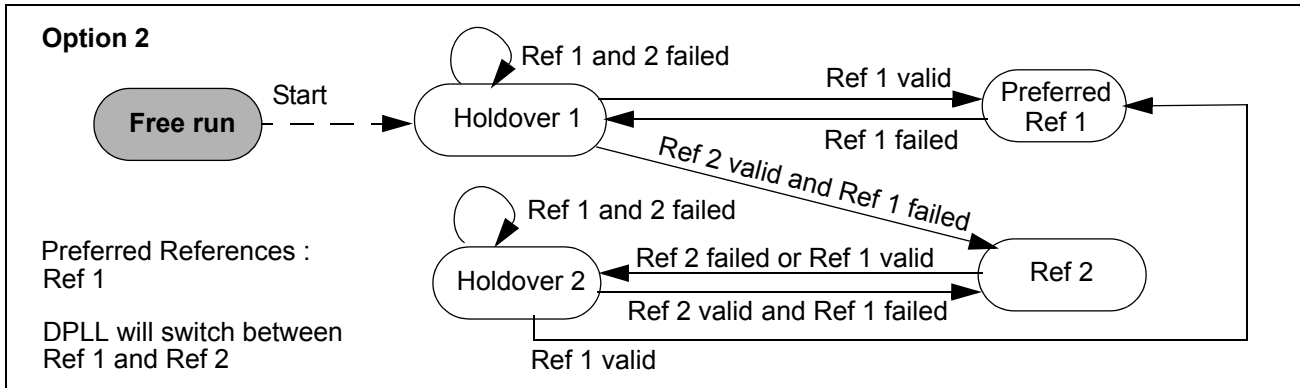 Option 2
Ref 1 and 2 failed
Start
Free run
Holdover 1
Ref 1 valid
Preferred
Ref 1
Ref 1 failed
Ref 2 valid and Ref 1 failed
Ref 1 and 2 failed
Preferred References :
Ref 1
Holdover 2
Ref 2 failed or Ref 1 valid
Ref 2
Ref 2 valid and Ref 1 failed
DPLL will switch between
Ref 1 and Ref 2
Ref 1 valid